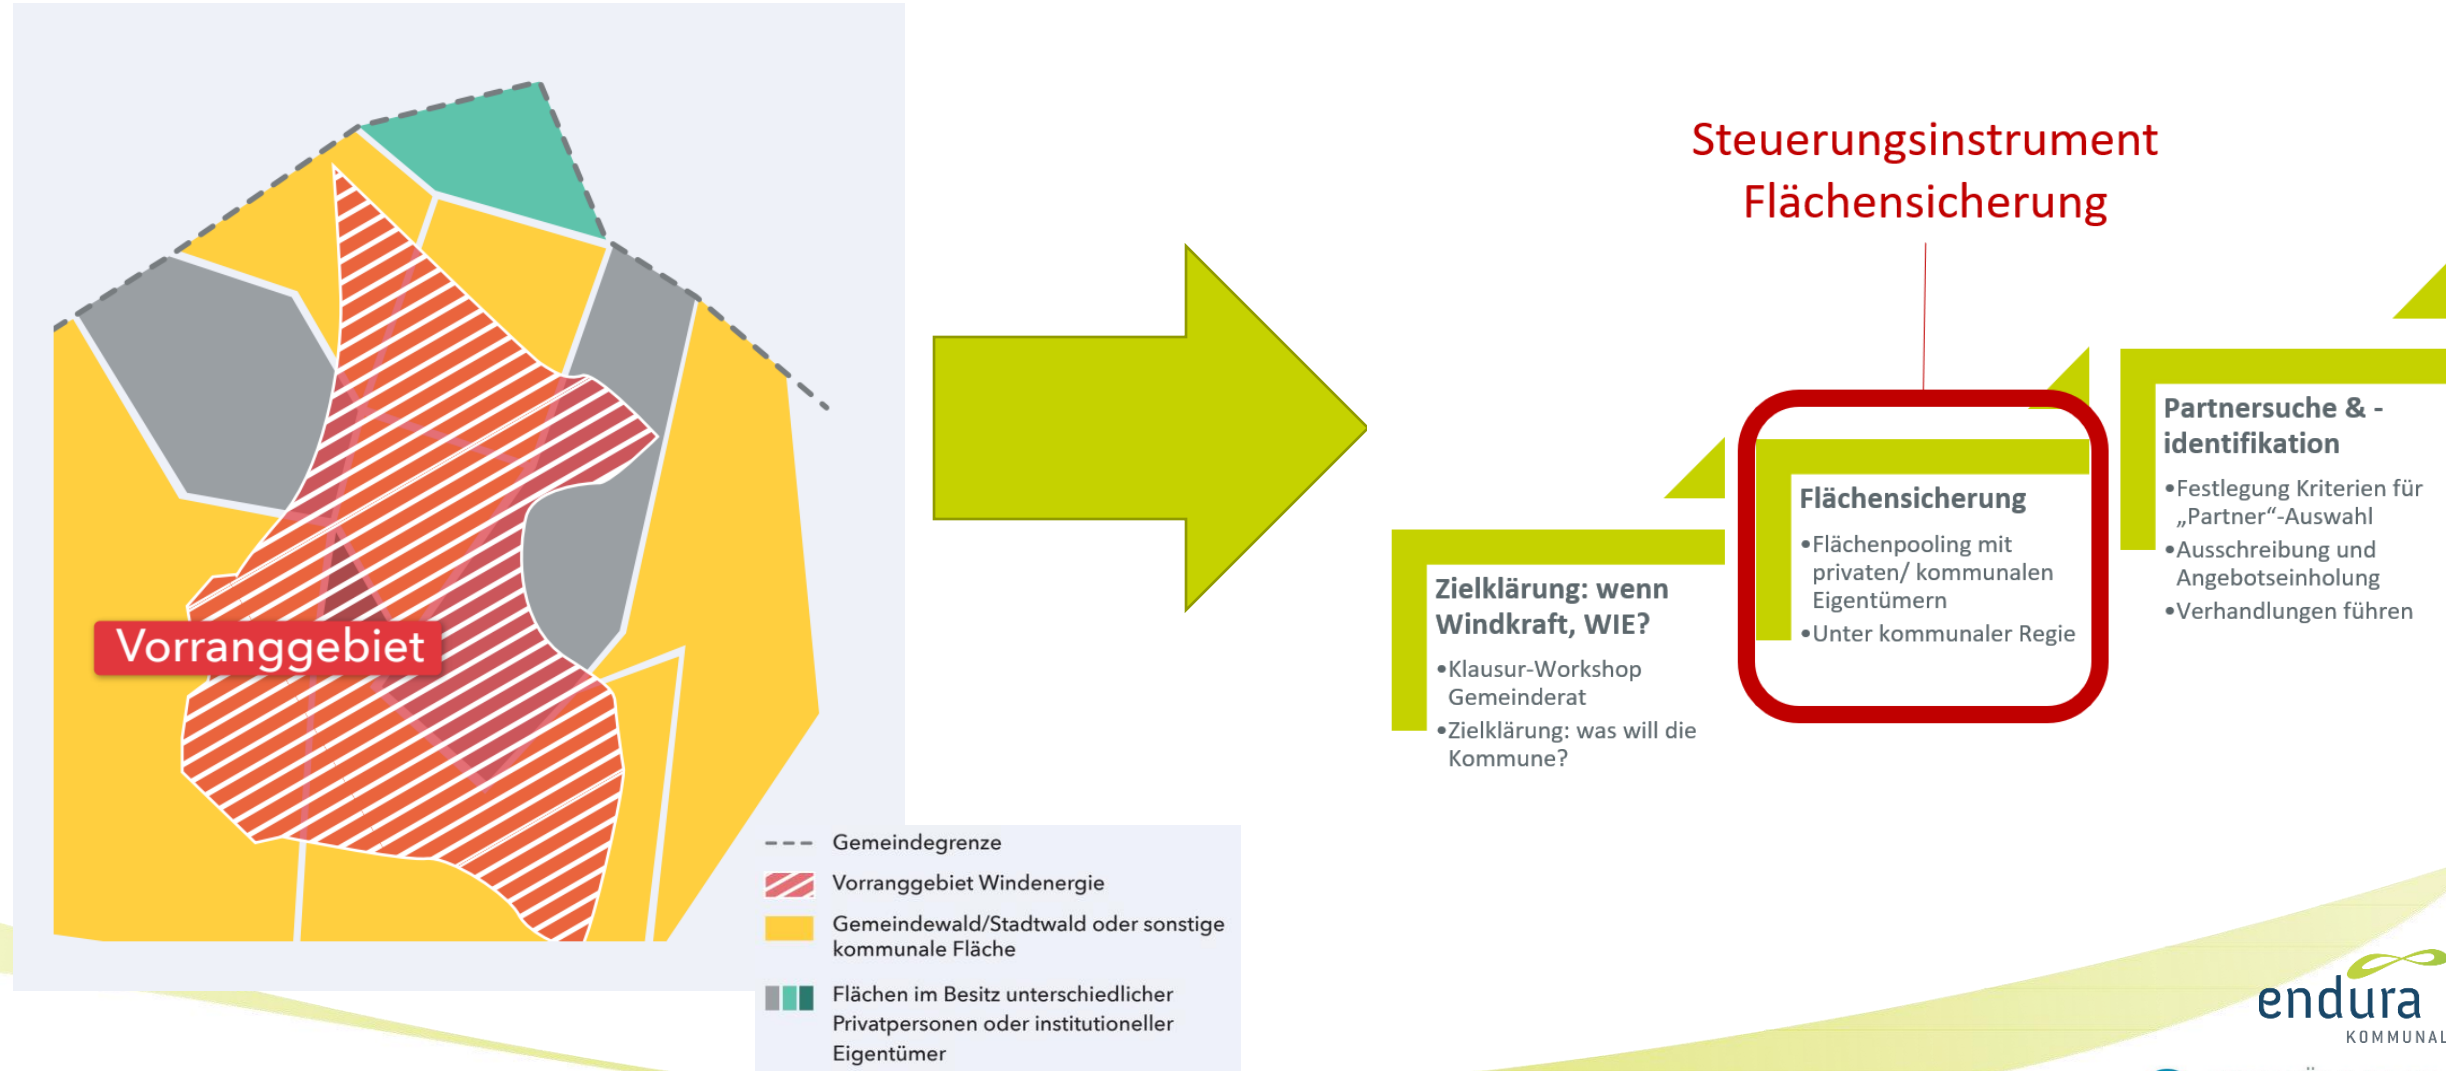 Vorranggebiet
Gemeindegrenze
Vorranggebiet Windenergie
Gemeindewald/Stadtwald oder sonstige
kommunale Fläche
Flächen im Besitz unterschiedlicher
Privatpersonen oder institutioneller
Eigentümer
Steuerungsinstrument
Flächensicherung
Zielklärung: wenn
Windkraft, WIE?
•Klausur-Workshop
Gemeinderat
•Zielklärung: was will die
Kommune?
Flächensicherung
•Flächenpooling mit
privaten/ kommunalen
Eigentümern
•Unter kommunaler Regie
Partnersuche & -
identifikation
•Festlegung Kriterien für
„Partner“-Auswahl
•Ausschreibung und
Angebotseinholung
•Verhandlungen führen
endura
KOMMUNAL